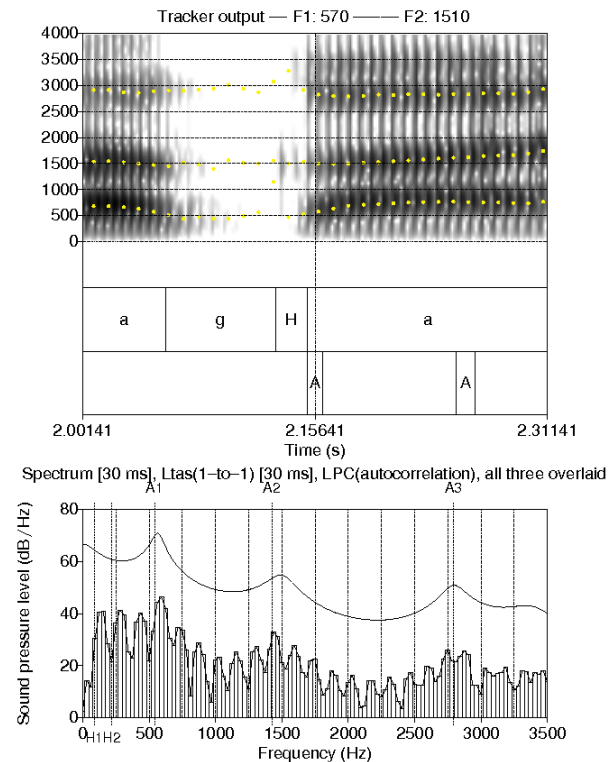 Tracker output — F1: 570 —— F2: 1510
4000
3500
3000
2500
2000
1500
1000
500
0
a g H a
A A
2.00141 2.15641 2.31141
Time (s)
Spectrum [30 ms], Ltas(1−to−1) [30 ms], LPC(autocorrelation), all three overlaid
A1 A2 A3
80
60
40
20
0
Sound pressure level (dB/Hz)
0 500 1000 1500 2000 2500 3000 3500
H1H2
Frequency (Hz)